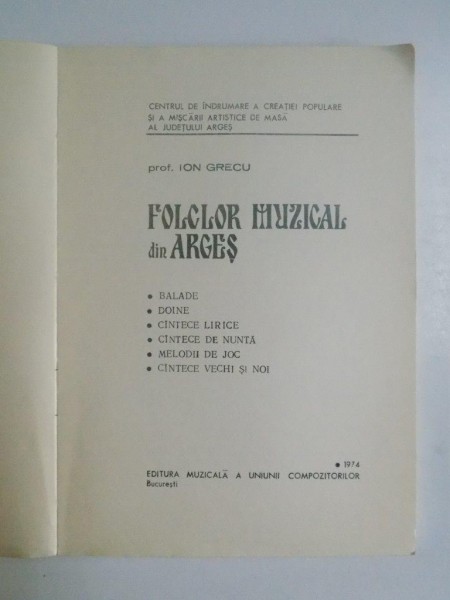 CENTRUL DE ÎNDRUMARE A CREAȚIEI POPULARE
ȘI A MIȘCĂRII ARTISTICE DE MASĂ
AL JUDEȚULUI ARGEȘ
prof. ION GRECU
FOLCLOR MUZICAL
din ARGEȘ
• BALADE
• DOINE
• CÎNTECE LIRICE
• CÎNTECE DE NUNTĂ
• MELODII DE JOC
• CÎNTECE VECHI ȘI NOI
• 1974
EDITURA MUZICALĂ A UNIUNII COMPOZITORILOR
București